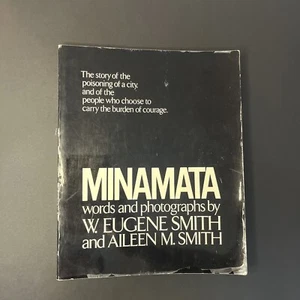 The story of the
poisoning of a city,
and of the
people who choose to
carry the burden of courage.
MINAMATA
words and photographs by
W. EUGENE SMITH
and AILEEN M. SMITH